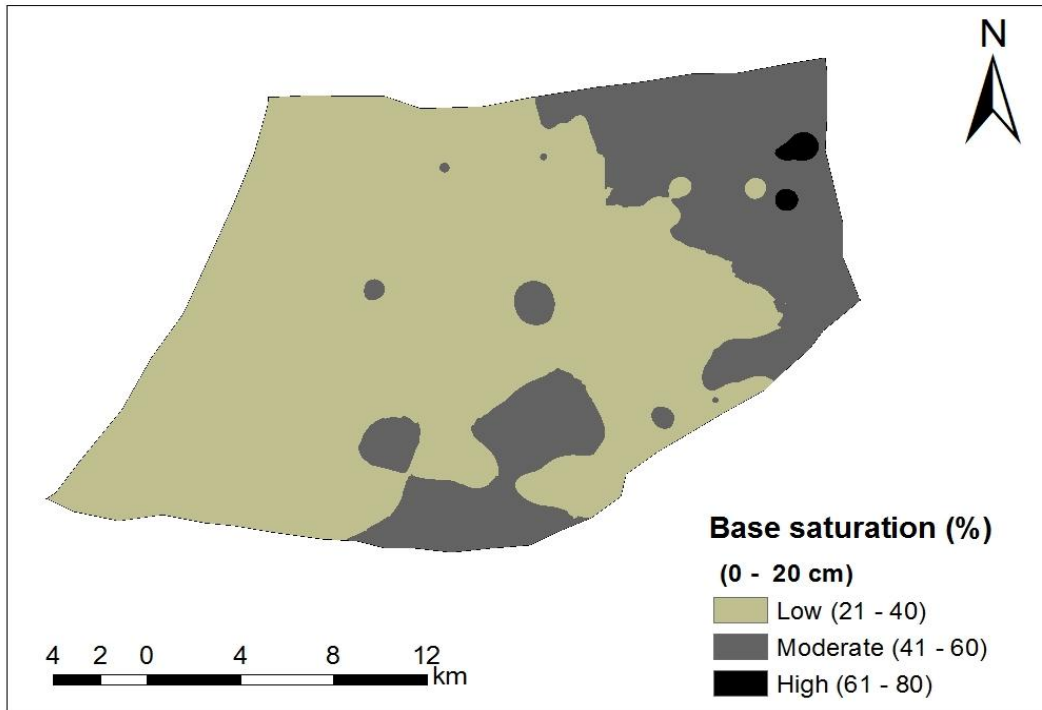 N
Base saturation (%)
(0 - 20 cm)
Low (21 - 40)
Moderate (41 - 60)
High (61 - 80)
4 2 0 4 8 12
km